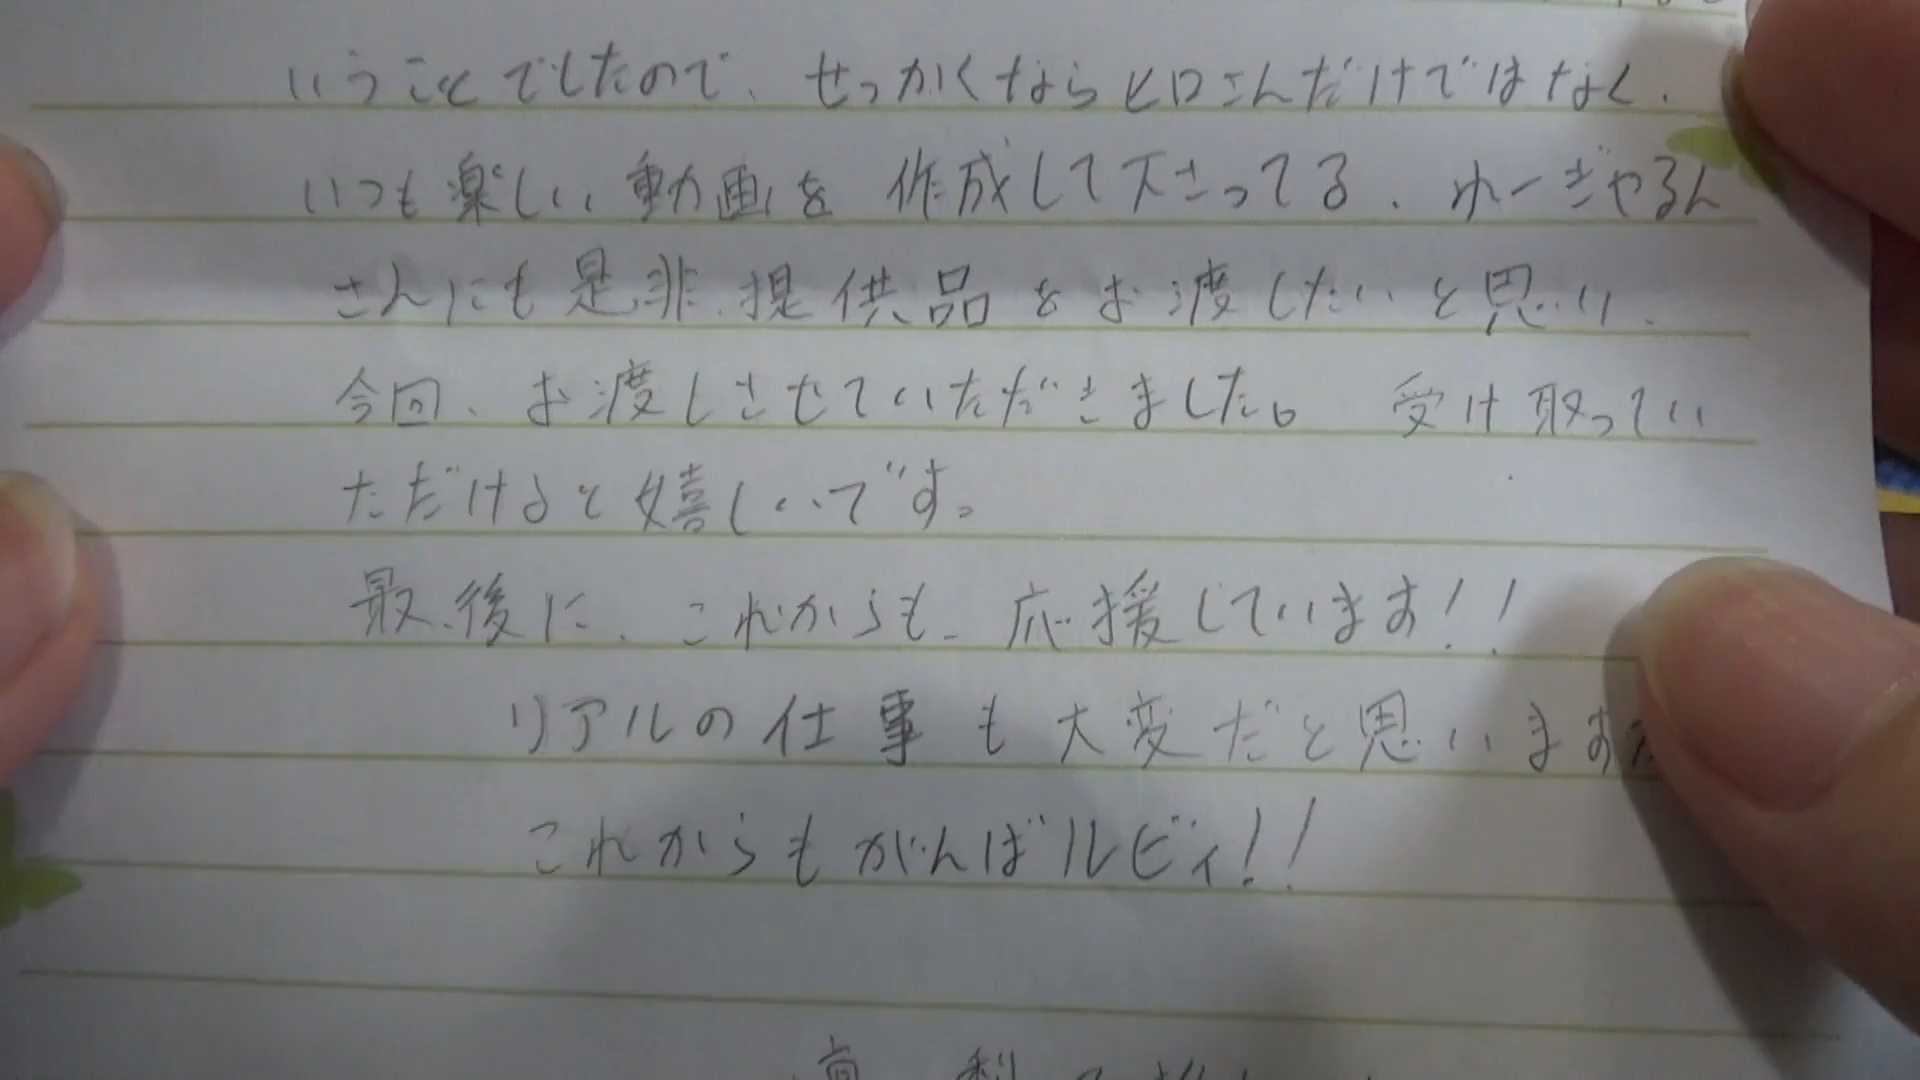 いうことでしたので、せっかくならヒロさんだけではなく、
いつも楽しい動画を作成して下さってる、れーぎゃるん
さんにも是非、提供品をお渡ししたいと思い、
今回、お渡しさせていただきました。 受け取ってい
ただけると嬉しいです。
最後に、これからも、応援しています!!
リアルの仕事も大変だと思います
これからもがんばルビィ!!